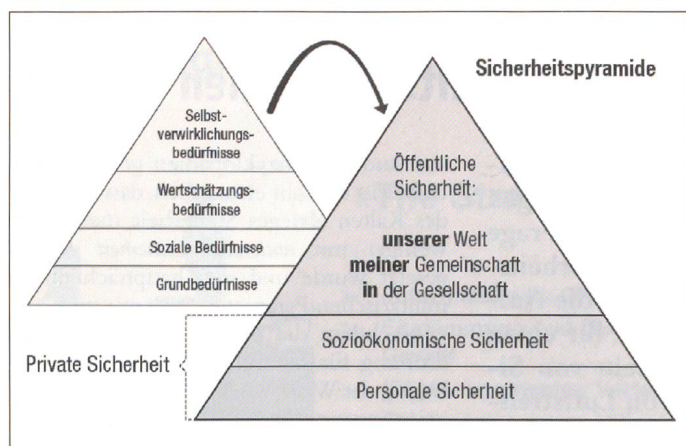 Sicherheitspyramide
Selbst-
verwirklichungs-
bedürfnisse
Wertschätzungs-
bedürfnisse
Soziale Bedürfnisse
Grundbedürfnisse
Öffentliche
Sicherheit:
unserer Welt
meiner Gemeinschaft
in der Gesellschaft
Sozioökonomische Sicherheit
Personale Sicherheit
Private Sicherheit